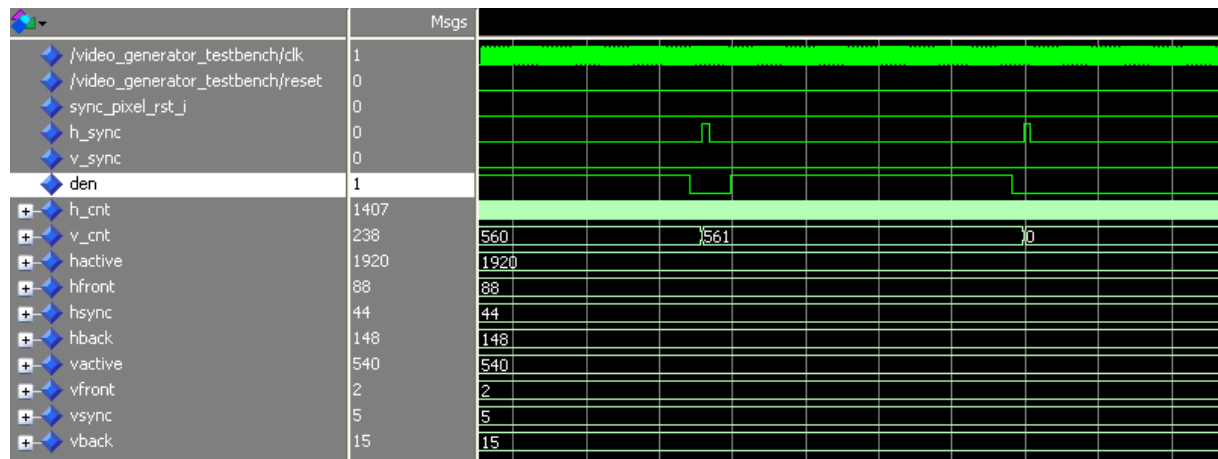 Msgs
/video_generator_testbench/clk 1
/video_generator_testbench/reset 0
sync_pixel_rst_i 0
h_sync 0
v_sync 0
den 1
h_cnt 1407
v_cnt 238 560 561 0
hactive 1920 1920
hfront 88 88
hsync 44 44
hback 148 148
vactive 540 540
vfront 2 2
vsync 5 5
vback 15 15